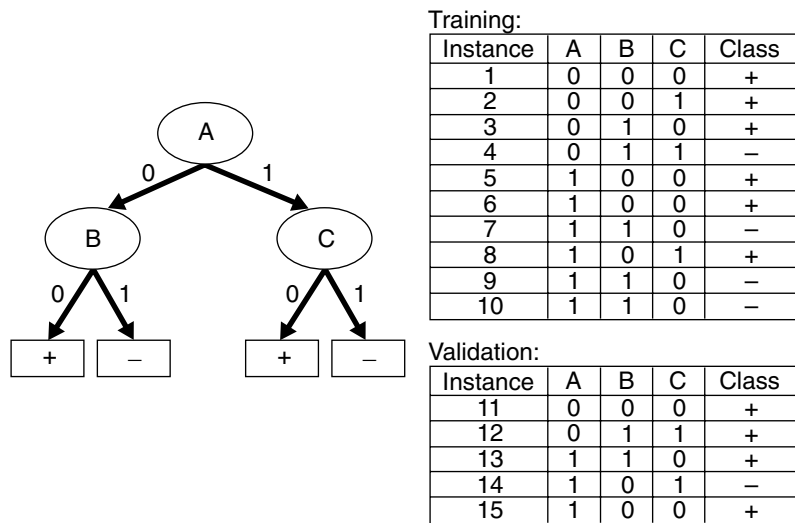 A
0 1
B C
0 1 0 1
+ – + –
Training:
Instance A B C Class
1 0 0 0 +
2 0 0 1 +
3 0 1 0 +
4 0 1 1 –
5 1 0 0 +
6 1 0 0 +
7 1 1 0 –
8 1 0 1 +
9 1 1 0 –
10 1 1 0 –
Validation:
Instance A B C Class
11 0 0 0 +
12 0 1 1 +
13 1 1 0 +
14 1 0 1 –
15 1 0 0 +